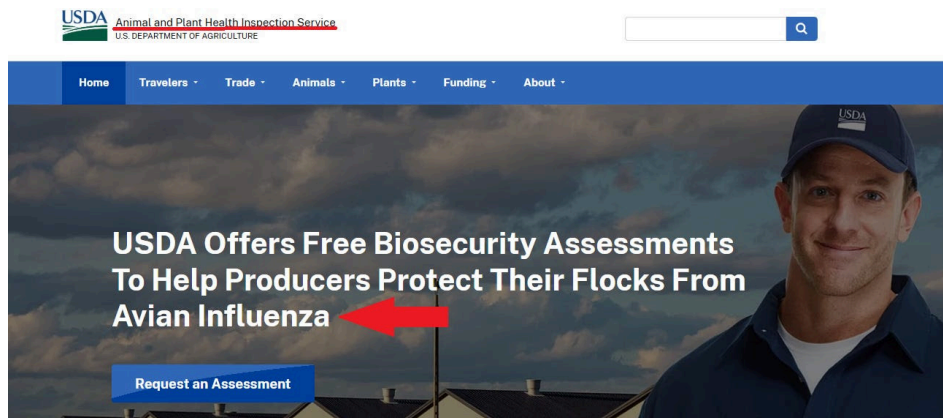 USDA
Animal and Plant Health Inspection Service
U.S. DEPARTMENT OF AGRICULTURE
Home Travelers Trade Animals Plants Funding About
USDA
USDA Offers Free Biosecurity Assessments
To Help Producers Protect Their Flocks From
Avian Influenza
Request an Assessment